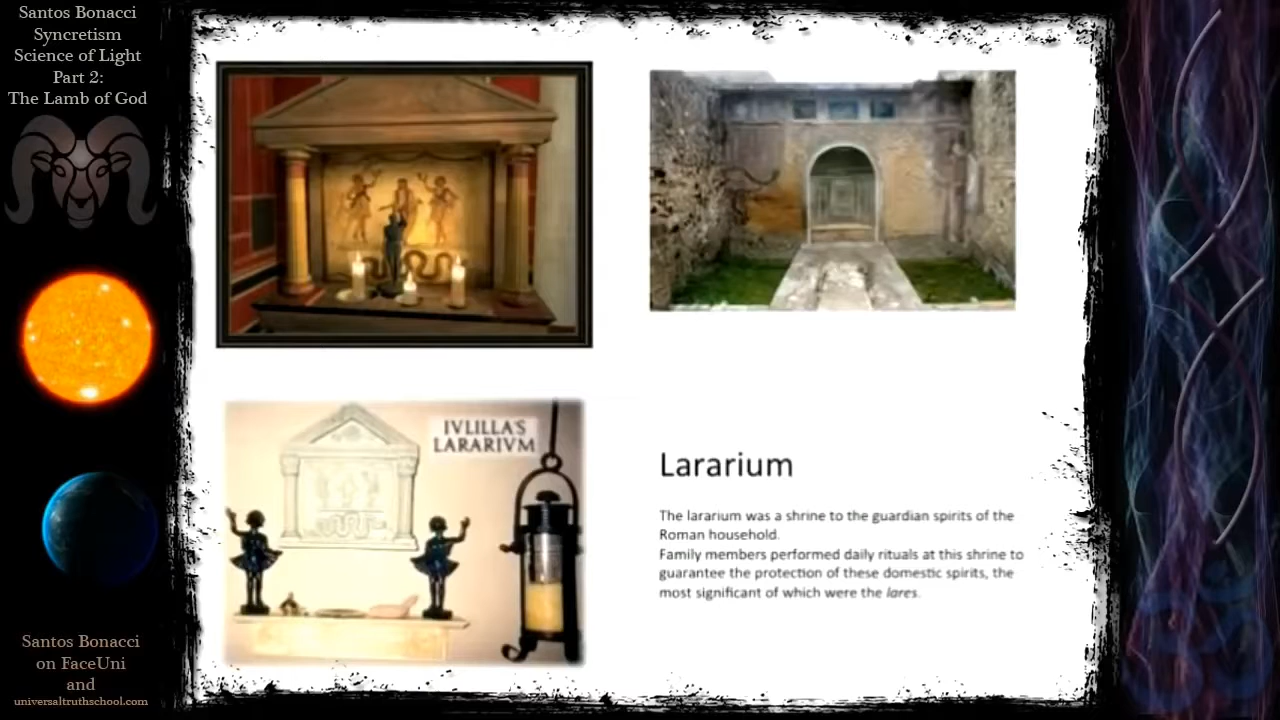 Santos Bonacci
Syncretism
Science of Light
Part 2:
The Lamb of God
IVLILLA'S
LARARIVM
Lararium
The lararium was a shrine to the guardian spirits of the
Roman household.
Family members performed daily rituals at this shrine to
guarantee the protection of these domestic spirits, the
most significant of which were the lares.
Santos Bonacci
on FaceUni
and
universaltruthschool.com